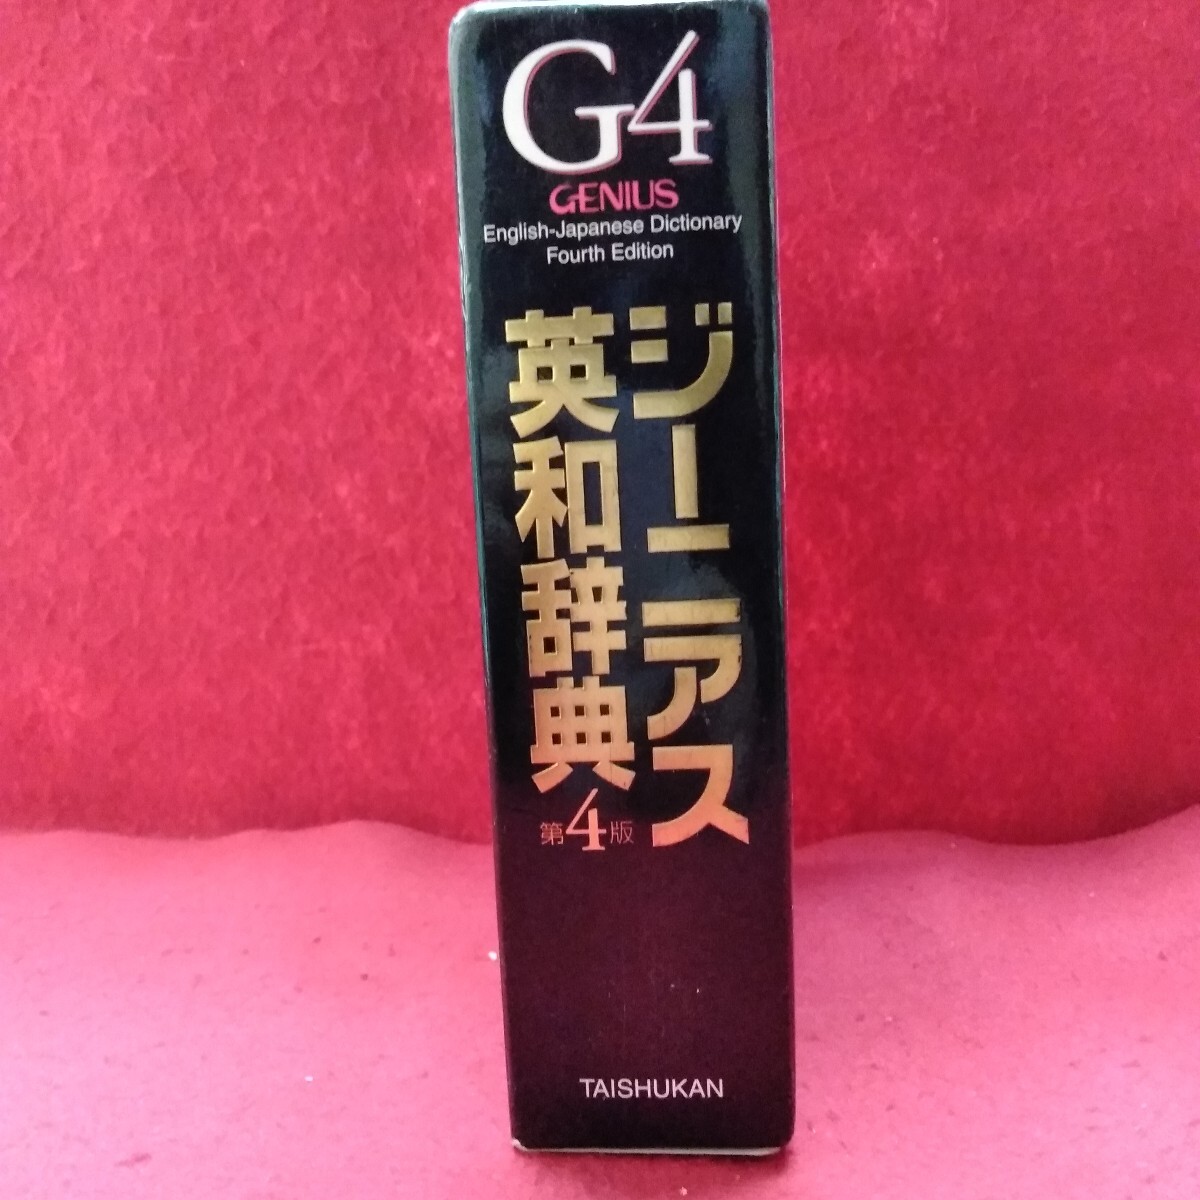 G4
GENIUS
English-Japanese Dictionary
Fourth Edition
ジーニアス
英和辞典
第4版
TAISHUKAN